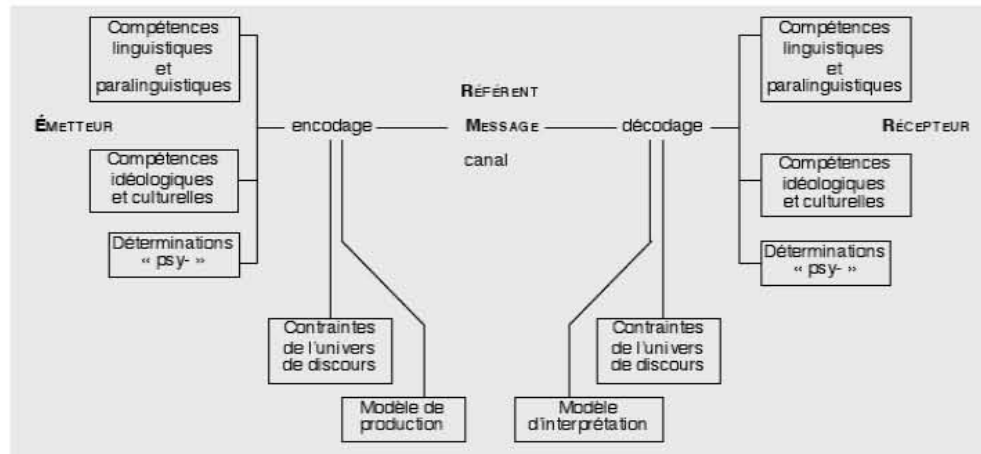 Compétences
linguistiques
et
paralinguistiques
ÉMETTEUR
Compétences
idéologiques
et culturelles
Déterminations
« psy- »
encodage
RÉFÉRENT
MESSAGE
canal
décodage
Compétences
linguistiques
et
paralinguistiques
RÉCEPTEUR
Compétences
idéologiques
et culturelles
Déterminations
« psy- »
Contraintes
de l'univers
de discours
Modèle de
production
Contraintes
de l'univers
de discours
Modèle
d'interprétation